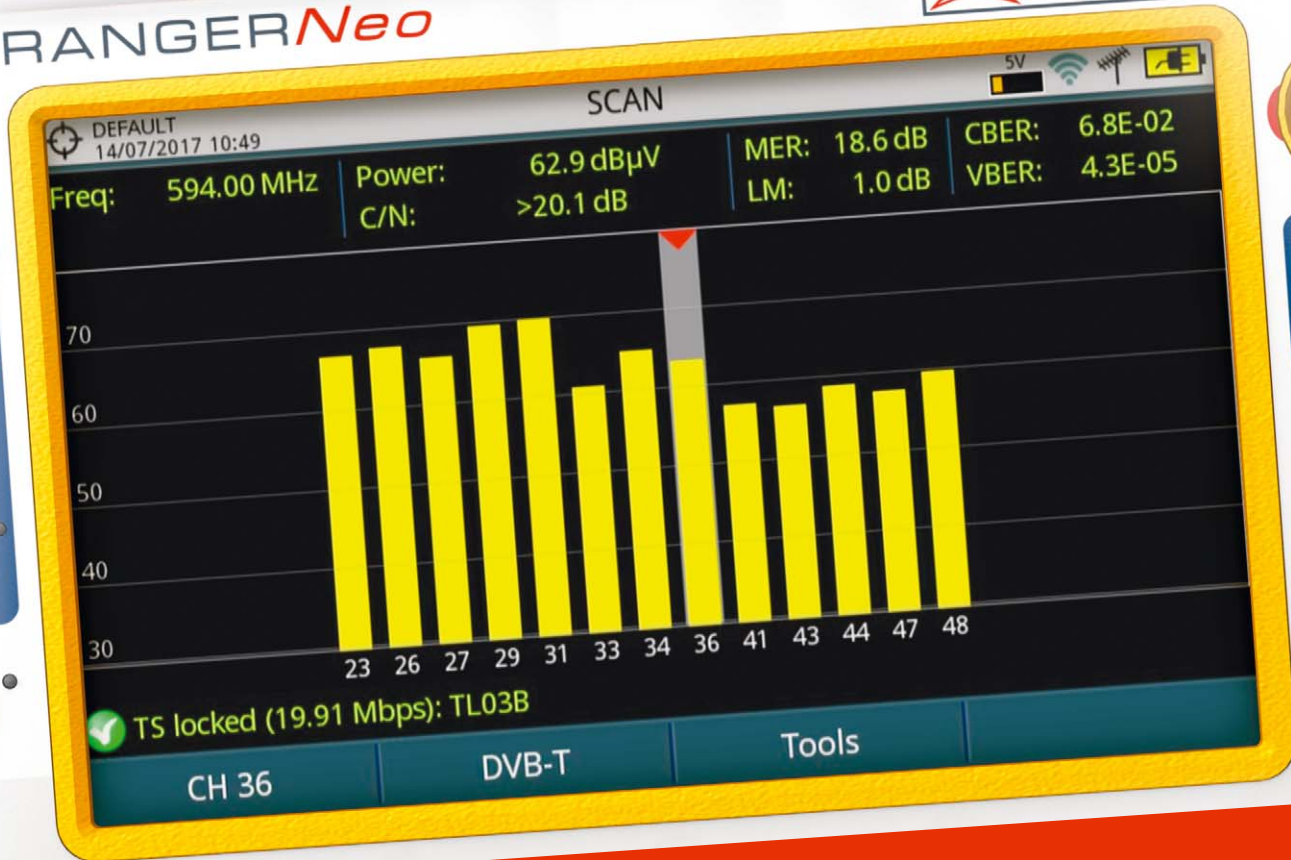 RANGERNeo
DEFAULT
14/07/2017 10:49
SCAN
5V
Freq: 594.00 MHz
Power: 62.9 dBµV
C/N: >20.1 dB
MER: 18.6 dB
LM: 1.0 dB
CBER: 6.8E-02
VBER: 4.3E-05
70
60
50
40
30
23 26 27 29 31 33 34 36 41 43 44 47 48
TS locked (19.91 Mbps): TL03B
CH 36 DVB-T Tools